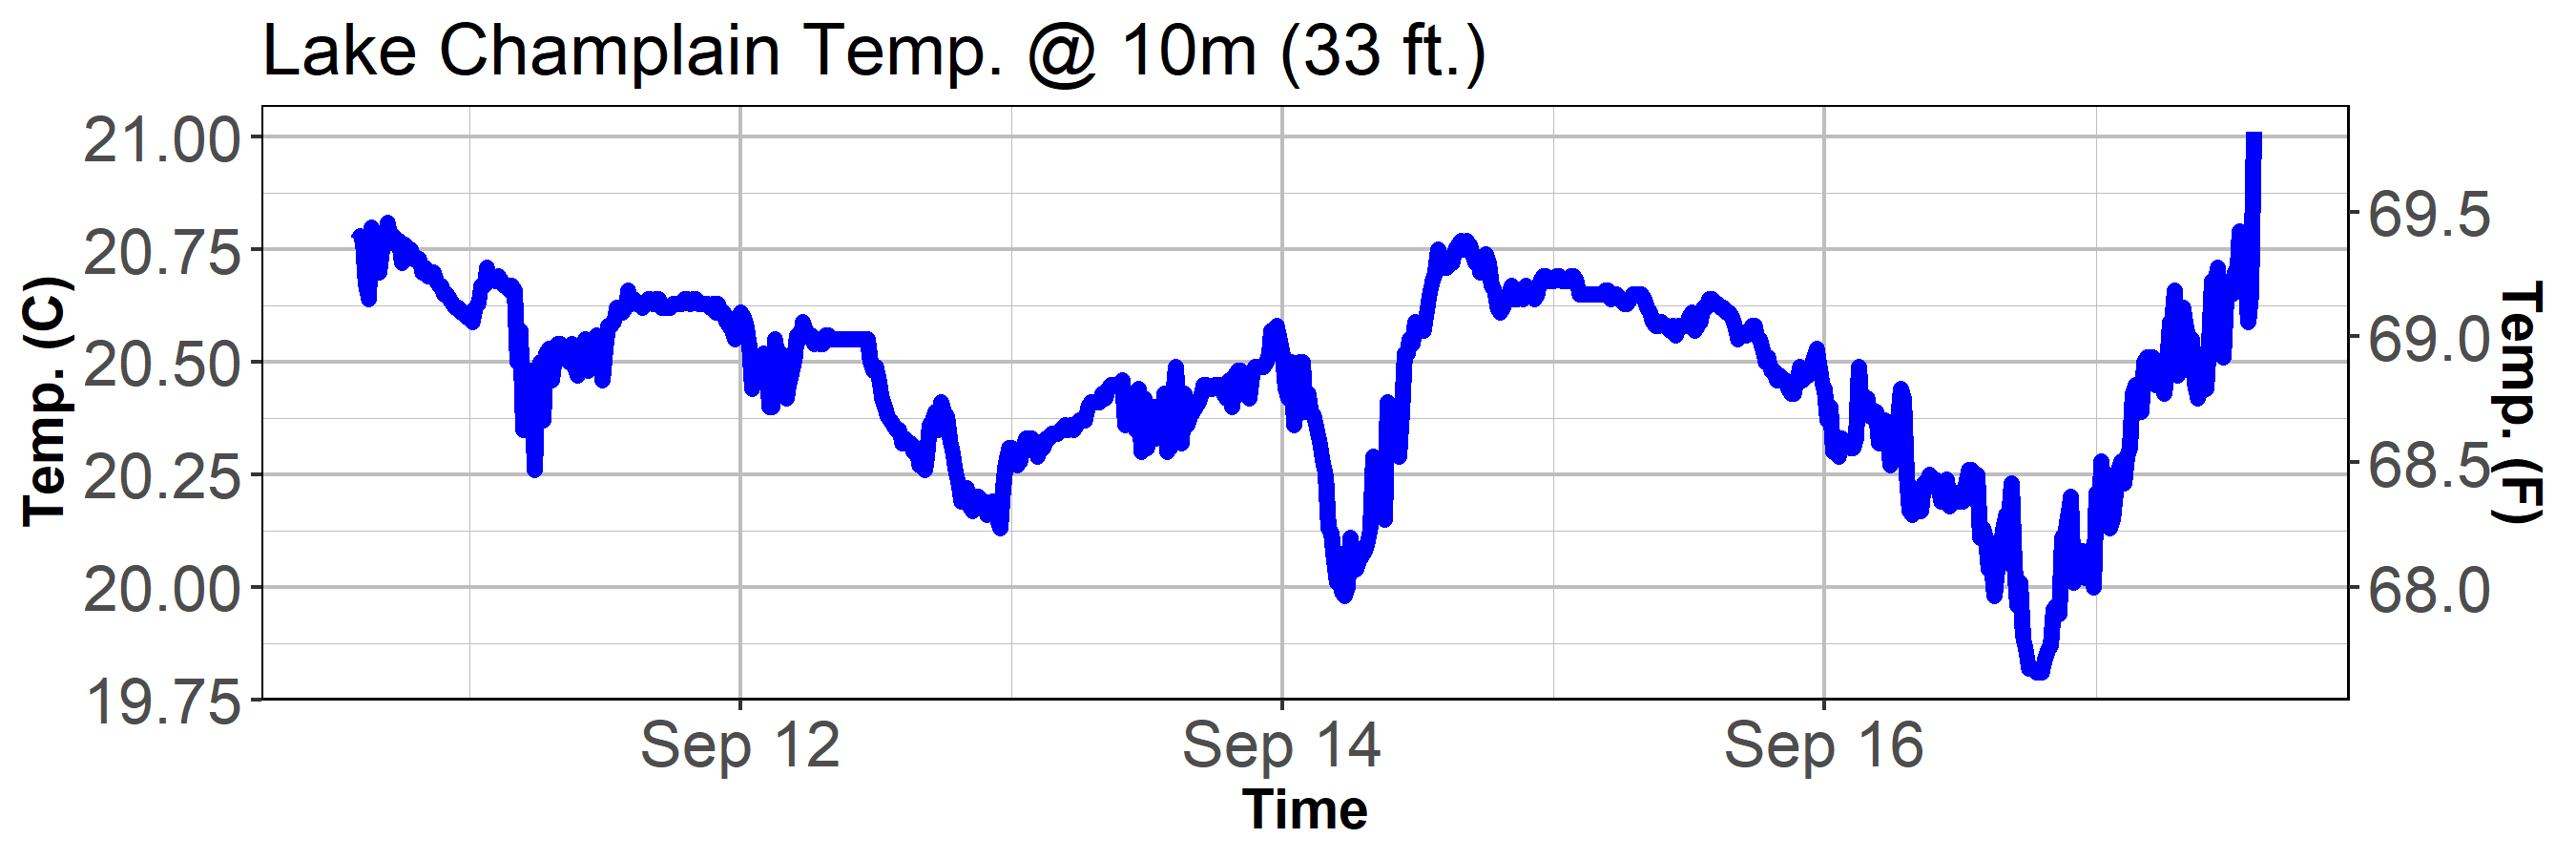 Lake Champlain Temp. @ 10m (33 ft.)
Temp. (C)
21.00
20.75
20.50
20.25
20.00
19.75
69.5
69.0
68.5
68.0
Temp. (F)
Sep 12
Sep 14
Sep 16
Time